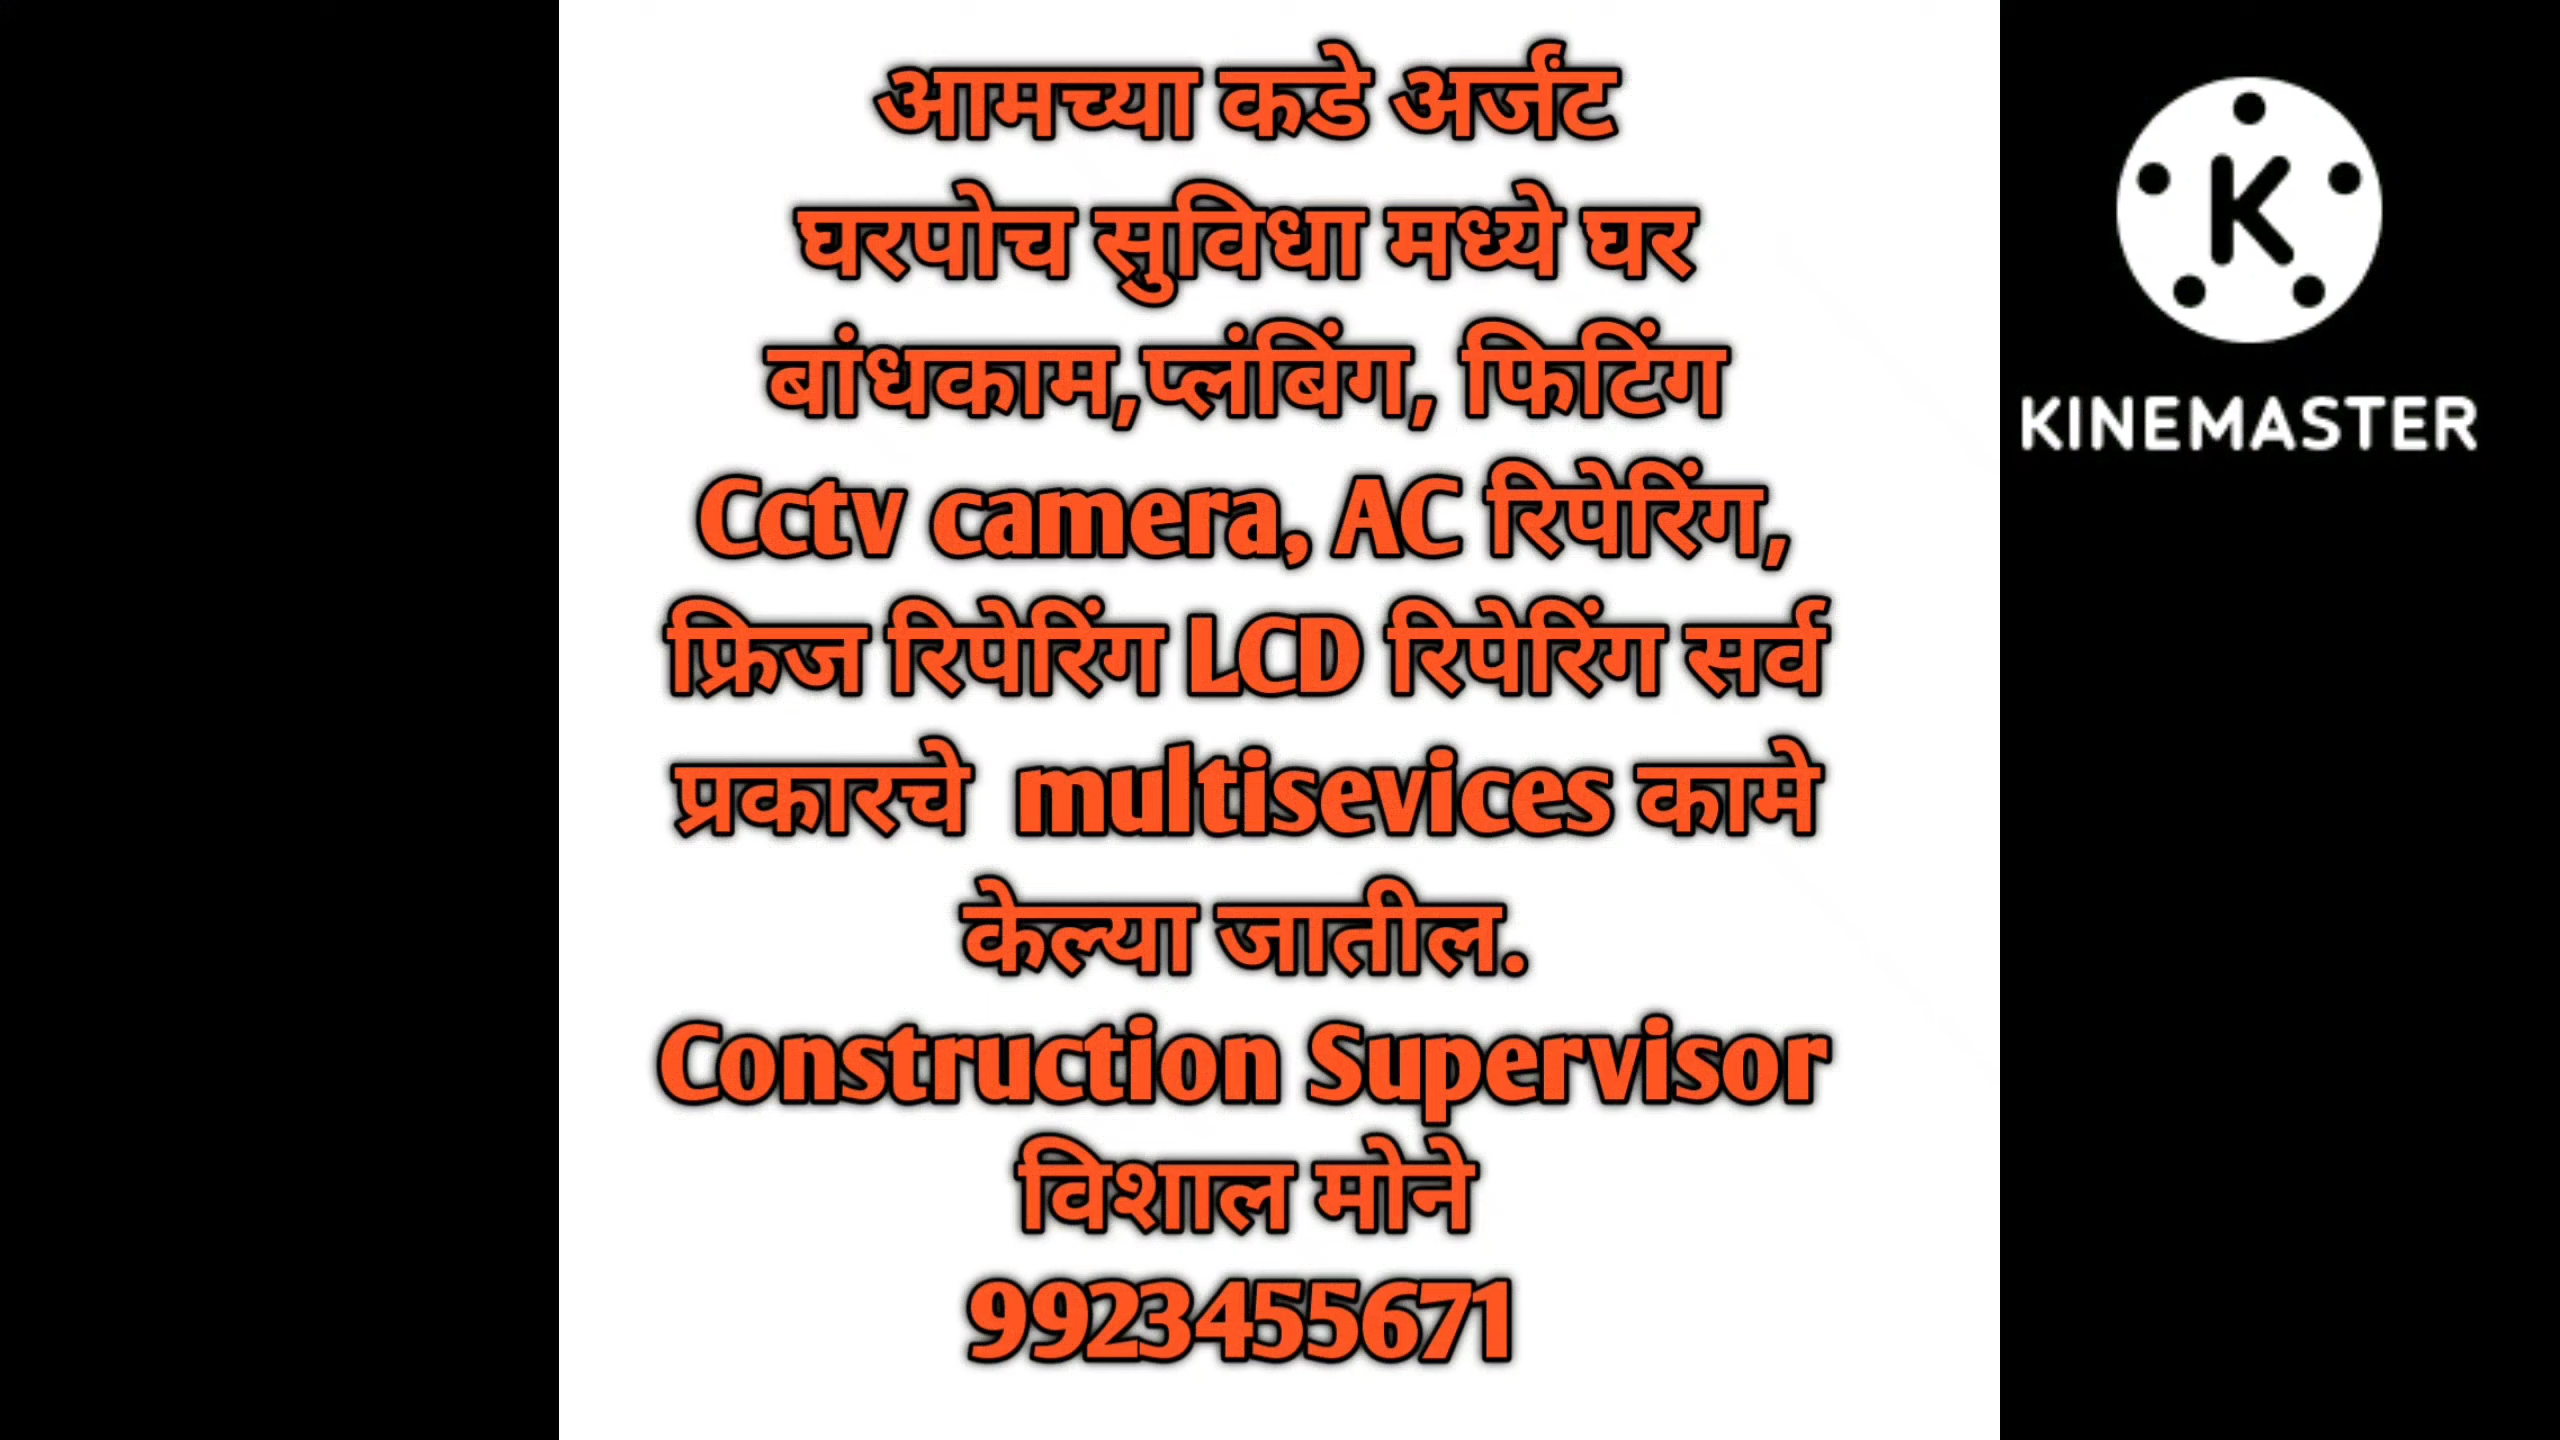 आमच्या कडे अर्जंट
घरपोच सुविधा मध्ये घर
बांधकाम,प्लंबिंग, फिटिंग
Cctv camera, AC रिपेरिंग,
फ्रिज रिपेरिंग LCD रिपेरिंग सर्व
प्रकारचे multisevices कामे
केल्या जातील.
Construction Supervisor
विशाल मोने
9923455671
K
KINEMASTER